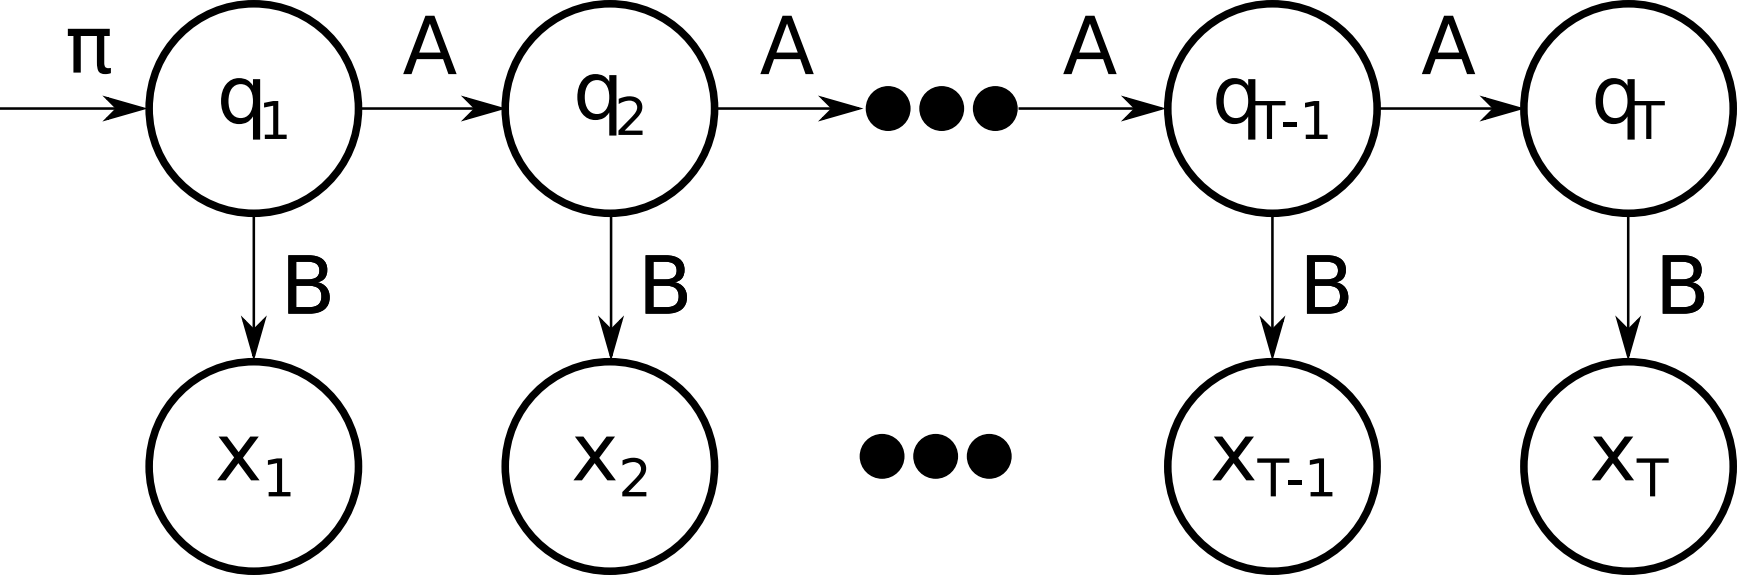 π A A A A
q1 q2 qT-1 qT
B B B B
x1 x2 xT-1 xT